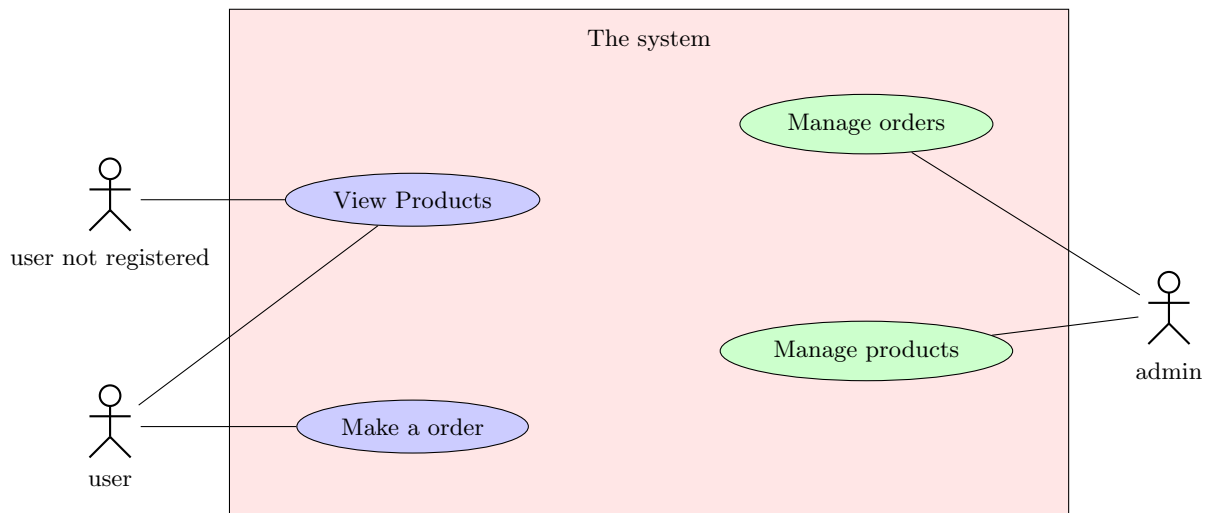 The system
Manage orders
View Products
user not registered
Manage products
admin
Make a order
user